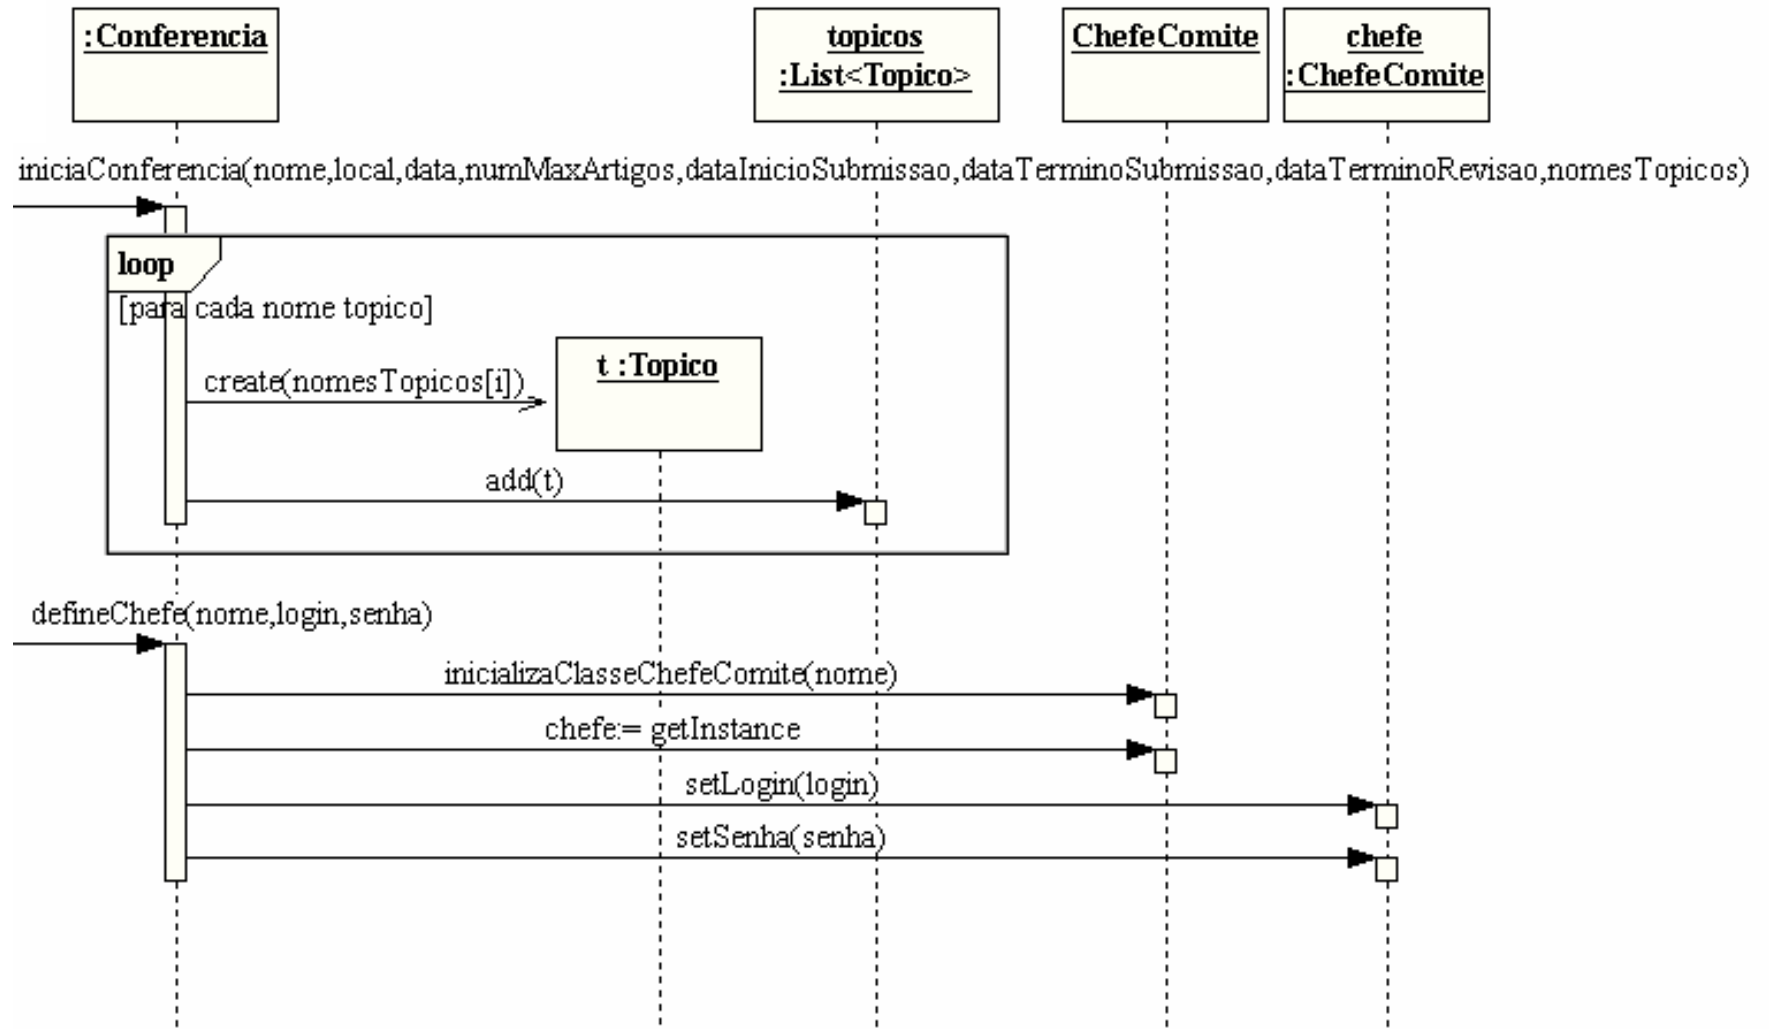 :Conferencia
topicos
:List<Topico>
ChefeComite
chefe
:ChefeComite
iniciaConferencia(nome,local,data,numMaxArtigos,dataInicioSubmissao,dataTerminoSubmissao,dataTerminoRevisao,nomesTopicos)
loop
[para cada nome topico]
t :Topico
create(nomesTopicos[i])
add(t)
defineChefe(nome,login,senha)
inicializaClasseChefeComite(nome)
chefe:= getInstance
setLogin(login)
setSenha(senha)